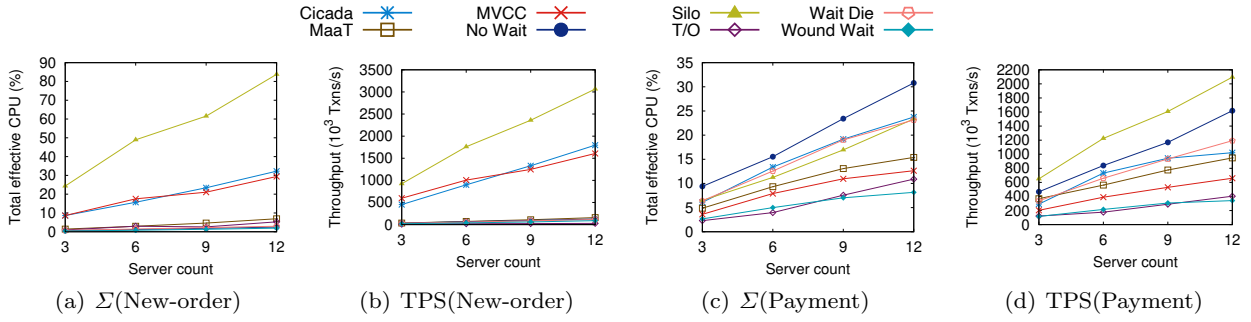 Cicada MVCC Silo Wait Die
MaaT No Wait T/O Wound Wait
Total effective CPU (%)
90
80
70
60
50
40
30
20
10
0
3 6 9 12
Server count
(a) Σ(New-order)
Throughput (10³ Txns/s)
3500
3000
2500
2000
1500
1000
500
0
3 6 9 12
Server count
(b) TPS(New-order)
Total effective CPU (%)
35
30
25
20
15
10
5
0
3 6 9 12
Server count
(c) Σ(Payment)
Throughput (10³ Txns/s)
2200
2000
1800
1600
1400
1200
1000
800
600
400
200
0
3 6 9 12
Server count
(d) TPS(Payment)